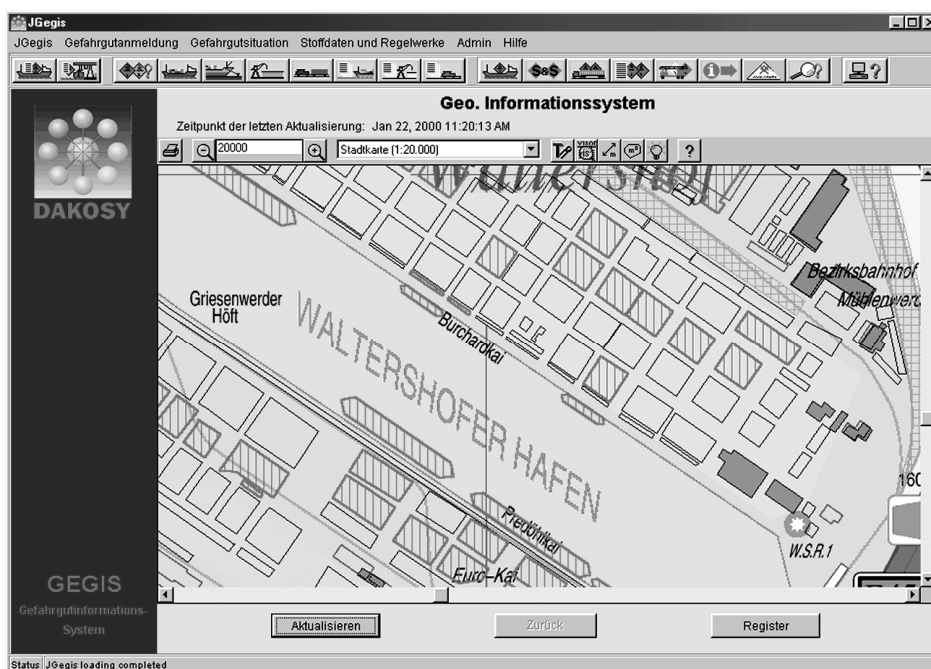 JGegis
JGegis Gefahrgutanmeldung Gefahrgutsituation Stoffdaten und Regelwerke Admin Hilfe
S&S
DAKOSY
Geo. Informationssystem
Zeitpunkt der letzten Aktualisierung: Jan 22, 2000 11:20:13 AM
20000 Stadtkarte (1:20.000)
?
Waltershof
Bezirksbahnhof
Mühlenwerd
Griesenwerder
Höft
Burchardkai
WALTERSHOFER HAFEN
Predöhlkai
Euro-Kai
160
W.S.R.1
GEGIS
Gefahrgutinformations-
System
Aktualisieren Zurück Register
Status JGegis loading completed